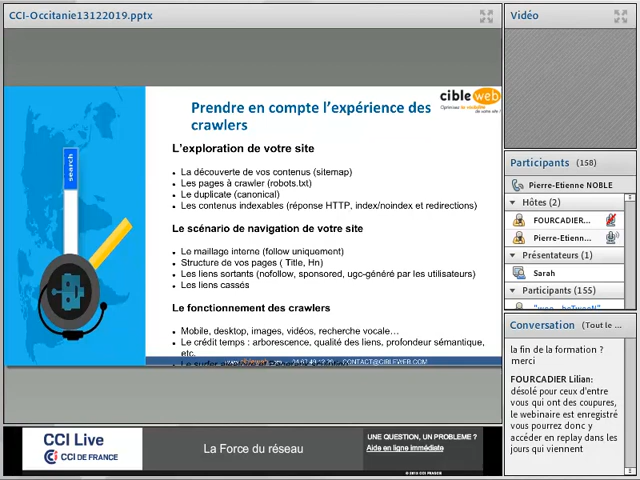 CCI-Occitanie13122019.pptx
search
cibleweb
Prendre en compte l'expérience des
crawlers
L'exploration de votre site
• La découverte de vos contenus (sitemap)
• Les pages à crawler (robots.txt)
• Le duplicate (canonical)
• Les contenus indexables (réponse HTTP, index/noindex et redirections)
Le scénario de navigation de votre site
• Le maillage interne (follow uniquement)
• Structure de vos pages ( Title, Hn)
• Les liens sortants (nofollow, sponsored, ugc-généré par les utilisateurs)
• Les liens cassés
Le fonctionnement des crawlers
• Mobile, desktop, images, vidéos, recherche vocale…
• Le crédit temps : arborescence, qualité des liens, profondeur sémantique,
etc.
CONTACT@CIBLEWEB.COM
CCI Live
CCI DE FRANCE
La Force du réseau
UNE QUESTION, UN PROBLEME ?
Aide en ligne immédiate
© 2013 CCI FRANCE
Vidéo
Participants (158)
Pierre-Etienne NOBLE
Hôtes (2)
FOURCADIER...
Pierre-Etienn...
Présentateurs (1)
Sarah
Participants (155)
Conversation (Tout le ...
la fin de la formation ?
merci
FOURCADIER Lilian:
désolé pour ceux d'entre
vous qui ont des coupures,
le webinaire est enregistré
vous pourrez donc y
accéder en replay dans les
jours qui viennent